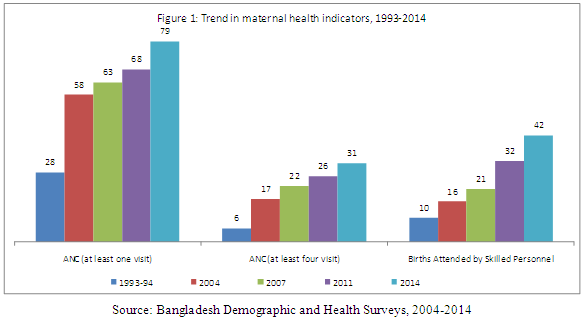 Figure 1: Trend in maternal health indicators, 1993-2014
28 58 63 68 79
6 17 22 26 31
10 16 21 32 42
ANC (at least one visit) ANC (at least four visit) Births Attended by Skilled Personnel
1993-94 2004 2007 2011 2014
Source: Bangladesh Demographic and Health Surveys, 2004-2014